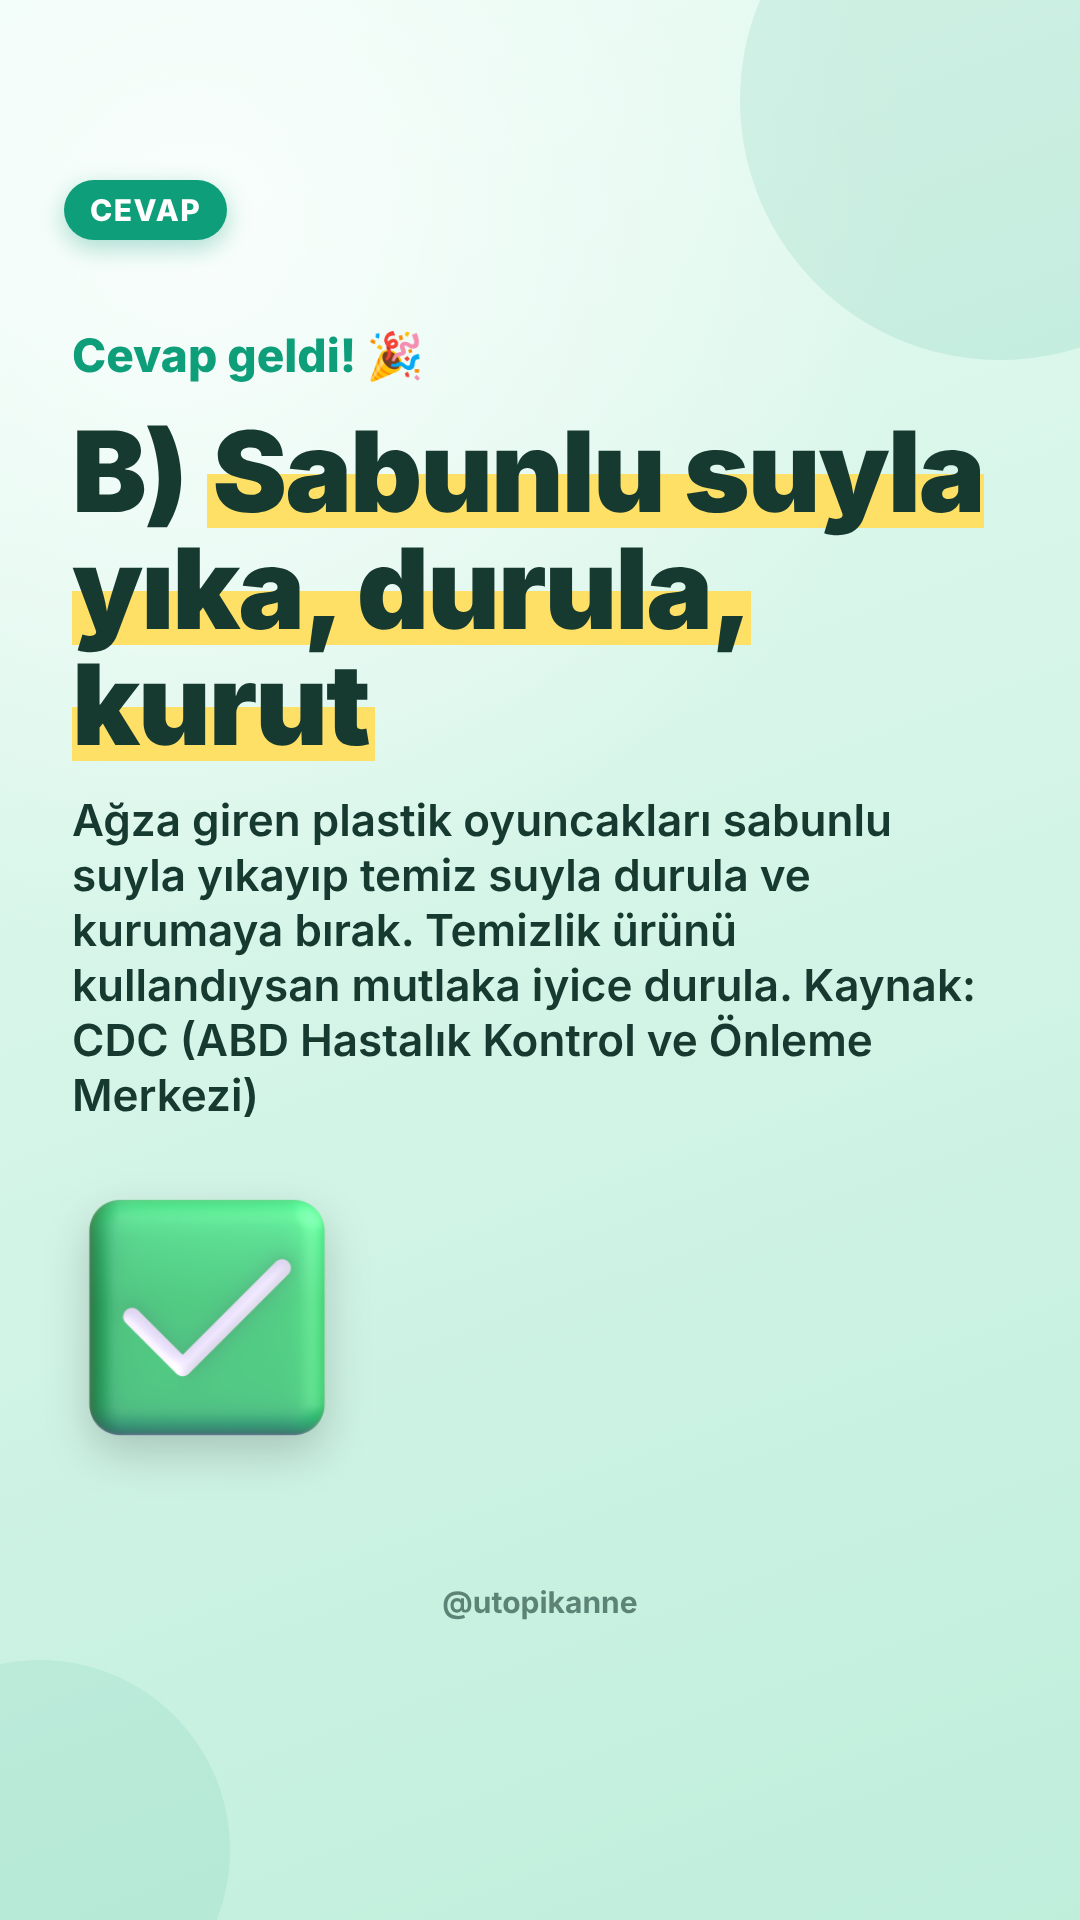 CEVAP
Cevap geldi! 🎉
B) Sabunlu suyla
yıka, durula,
kurut
Ağza giren plastik oyuncakları sabunlu
suyla yıkayıp temiz suyla durula ve
kurumaya bırak. Temizlik ürünü
kullandıysan mutlaka iyice durula. Kaynak:
CDC (ABD Hastalık Kontrol ve Önleme
Merkezi)
@utopikanne